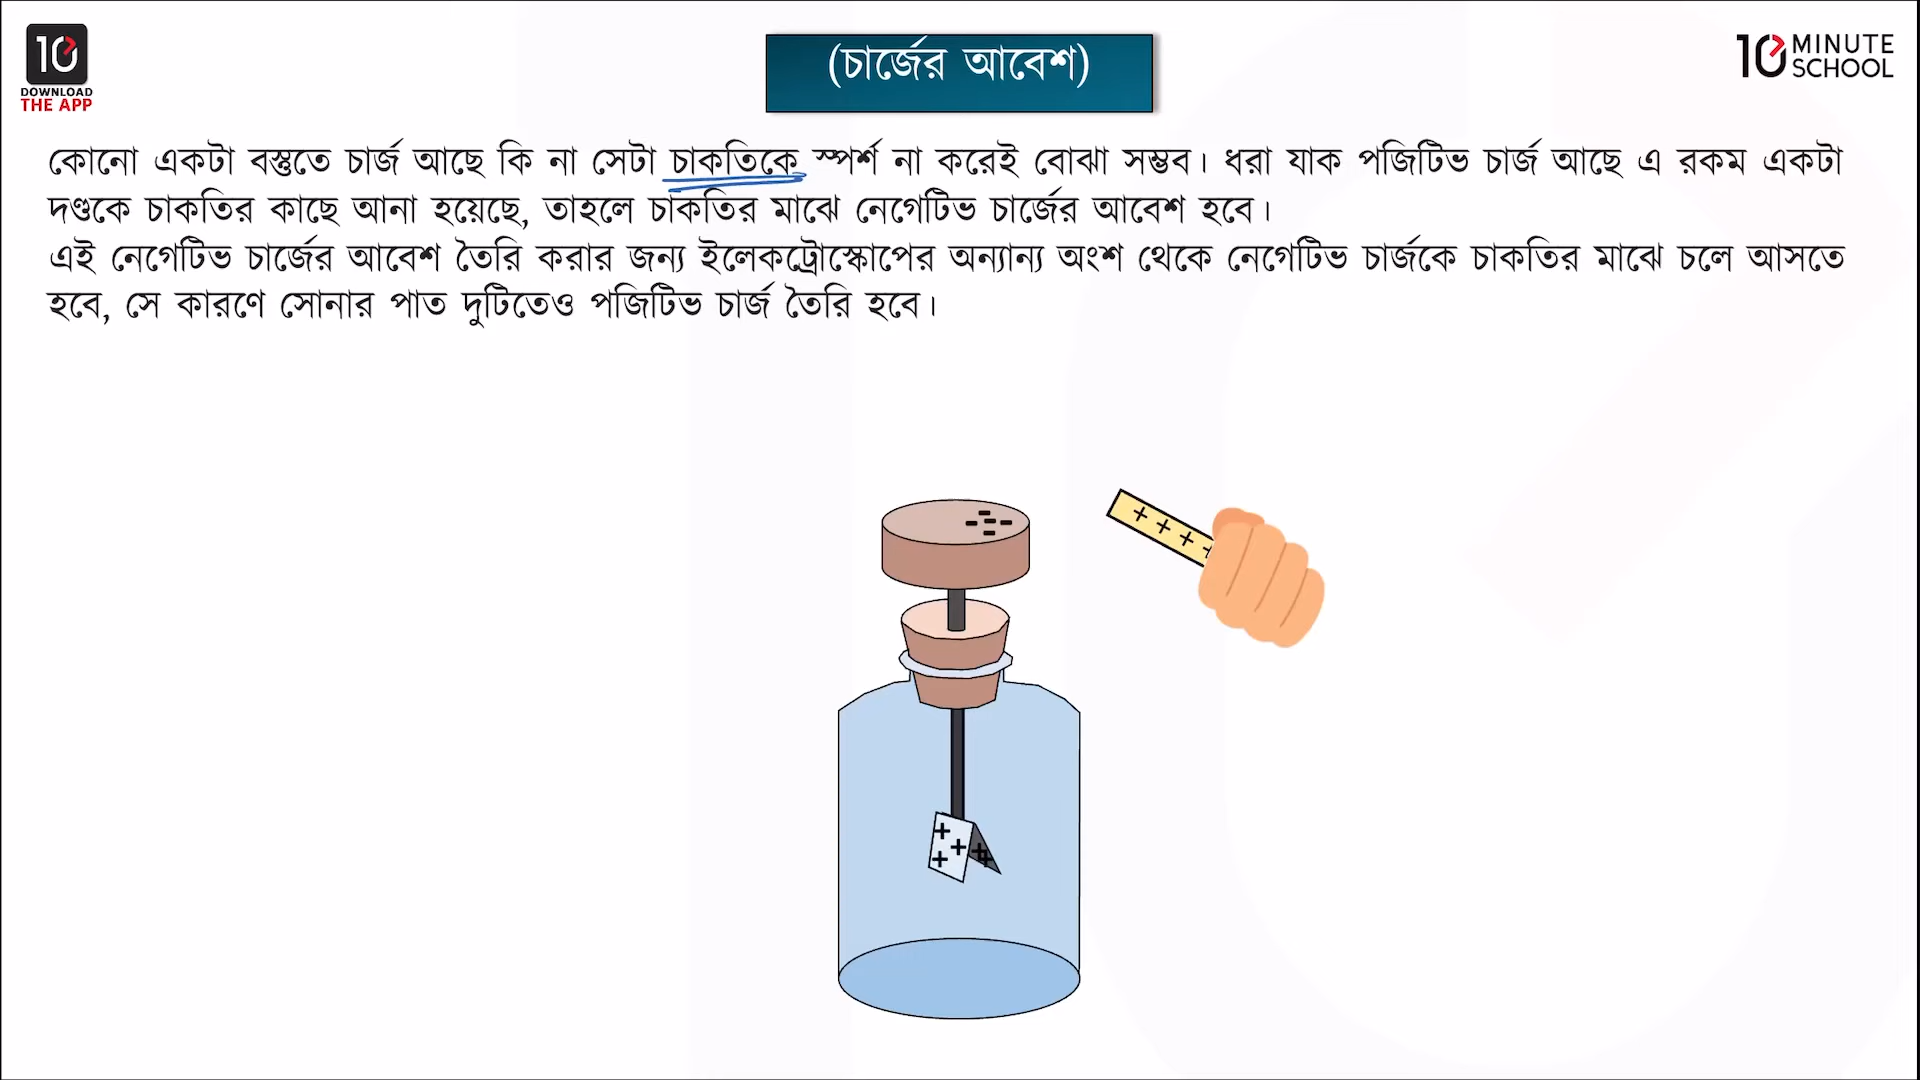 10
DOWNLOAD
THE APP
(চার্জের আবেশ)
10 MINUTE
SCHOOL
কোনো একটা বস্তুতে চার্জ আছে কি না সেটা চাকতিকে স্পর্শ না করেই বোঝা সম্ভব। ধরা যাক পজিটিভ চার্জ আছে এ রকম একটা
দণ্ডকে চাকতির কাছে আনা হয়েছে, তাহলে চাকতির মাঝে নেগেটিভ চার্জের আবেশ হবে।
এই নেগেটিভ চার্জের আবেশ তৈরি করার জন্য ইলেকট্রোস্কোপের অন্যান্য অংশ থেকে নেগেটিভ চার্জকে চাকতির মাঝে চলে আসতে
হবে, সে কারণে সোনার পাত দুটিতেও পজিটিভ চার্জ তৈরি হবে।